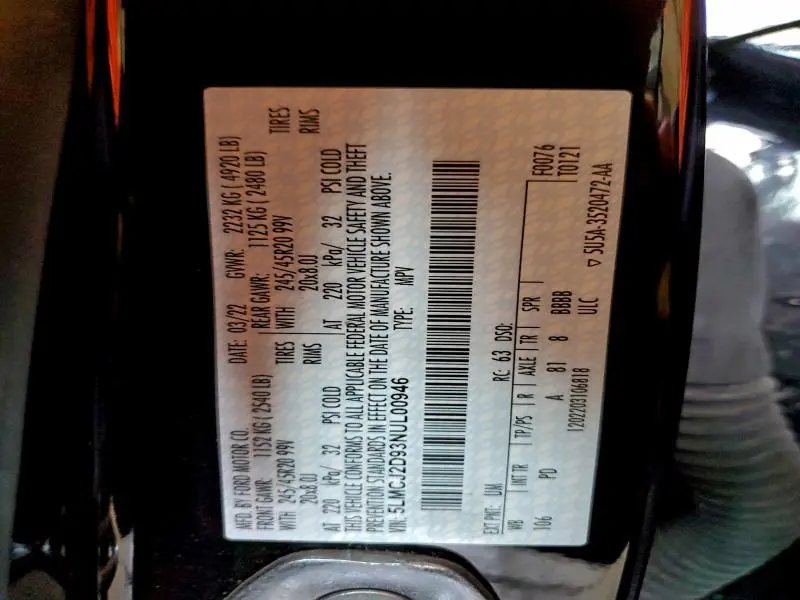 MFD. BY FORD MOTOR CO.
DATE: 03/22 GVWR: 2232 KG ( 4920 LB)
FRONT GAWR: 1152 KG ( 2540 LB) REAR GAWR: 1125 KG ( 2480 LB)
WITH 245/45R20 99V TIRES WITH 245/45R20 99V TIRES
20x8.0J RIMS 20x8.0J RIMS
AT 220 kPa/ 32 PSI COLD AT 220 kPa/ 32 PSI COLD
THIS VEHICLE CONFORMS TO ALL APPLICABLE FEDERAL MOTOR VEHICLE SAFETY AND THEFT
PREVENTION STANDARDS IN EFFECT ON THE DATE OF MANUFACTURE SHOWN ABOVE.
VIN: 5LMCJ2D93NUL00946 TYPE: MPV
EXT PNT: UM RC: 63 DSO: F0076
WB INT TR TP/PS R AXLE TR SPR T0121
106 PD A 81 8 BBBB
1202203106818 ULC
▽ 5U5A-3520472-AA